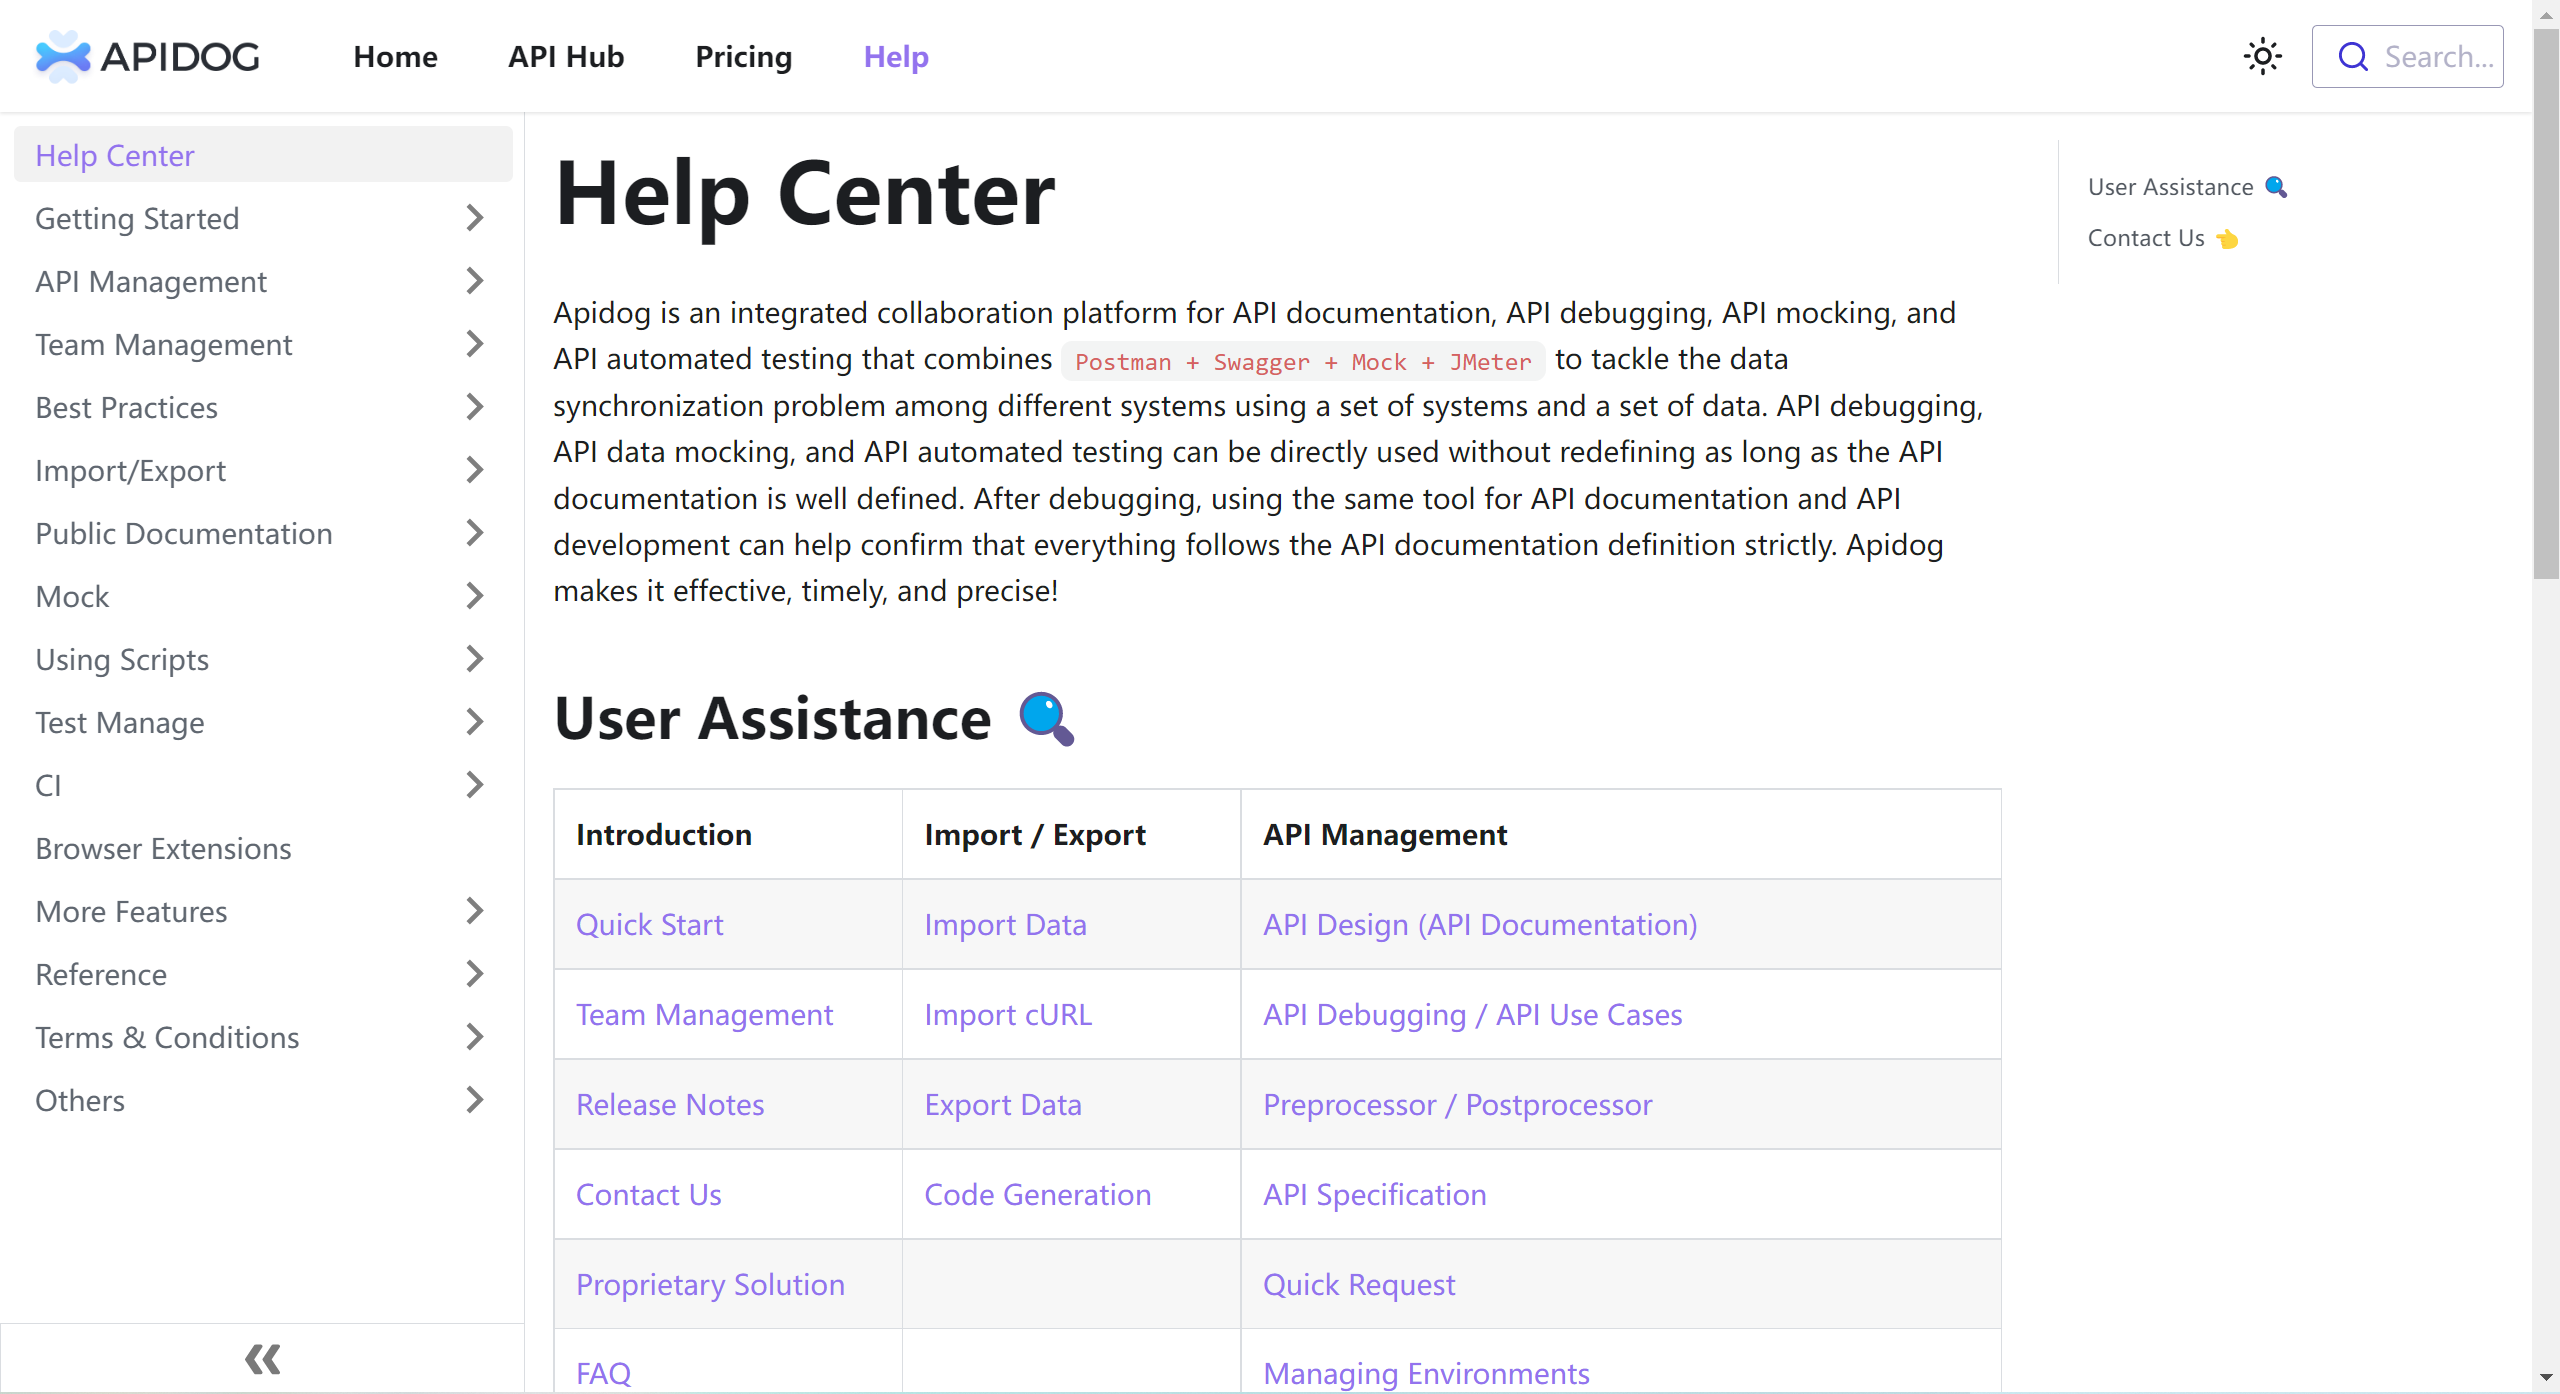 APIDOG
Home
API Hub
Pricing
Help
Search...
Help Center
Getting Started
API Management
Team Management
Best Practices
Import/Export
Public Documentation
Mock
Using Scripts
Test Manage
CI
Browser Extensions
More Features
Reference
Terms & Conditions
Others
Help Center
Apidog is an integrated collaboration platform for API documentation, API debugging, API mocking, and
API automated testing that combines Postman + Swagger + Mock + JMeter to tackle the data
synchronization problem among different systems using a set of systems and a set of data. API debugging,
API data mocking, and API automated testing can be directly used without redefining as long as the API
documentation is well defined. After debugging, using the same tool for API documentation and API
development can help confirm that everything follows the API documentation definition strictly. Apidog
makes it effective, timely, and precise!
User Assistance 🔍
Introduction Import / Export API Management
Quick Start Import Data API Design (API Documentation)
Team Management Import cURL API Debugging / API Use Cases
Release Notes Export Data Preprocessor / Postprocessor
Contact Us Code Generation API Specification
Proprietary Solution Quick Request
FAQ Managing Environments
User Assistance 🔍
Contact Us 👈